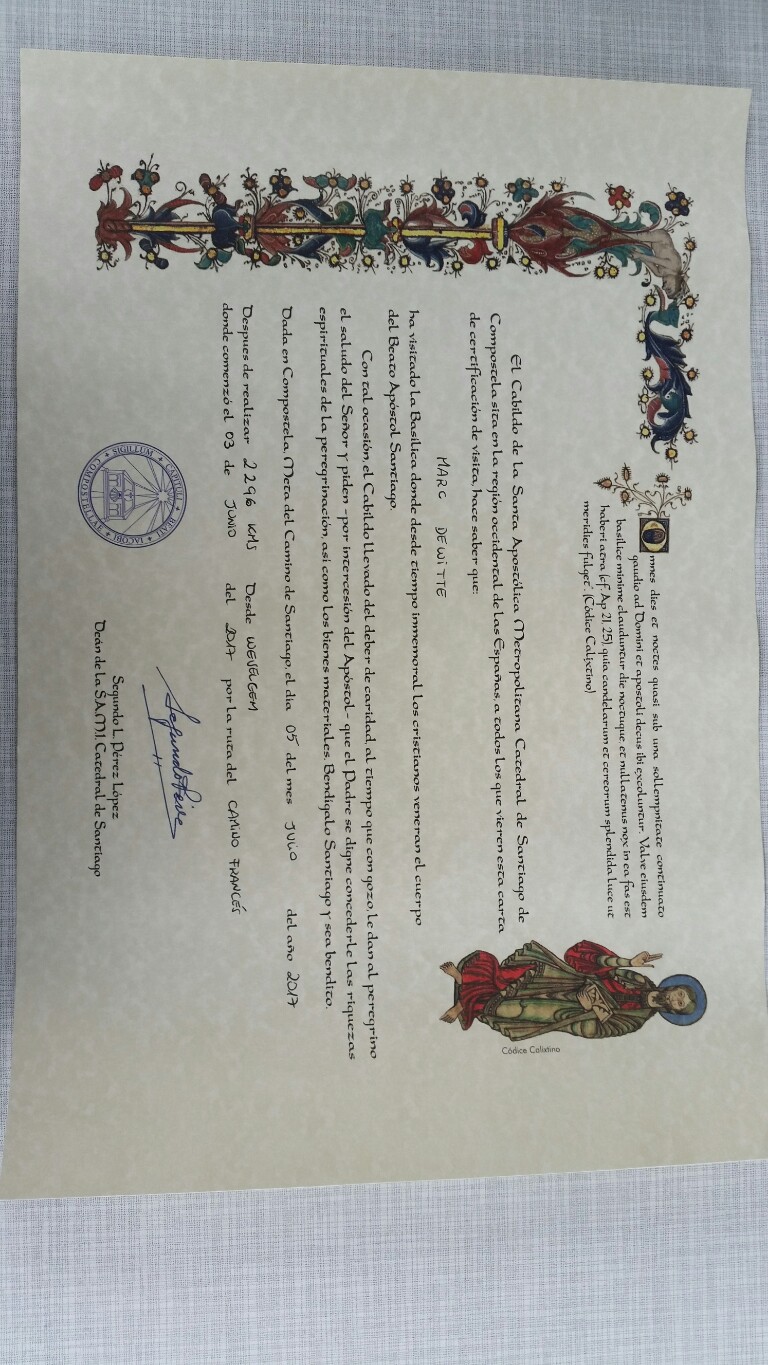 Omnes dies et noctes quasi sub una sollempnitate continuato
gaudio ad Domini et apostoli decus ibi excoluntur. Valve eiusdem
basilice minime clauduntur die noctuque et nullatenus nox in ea fas est
haberi atra (cf. Ap 21, 25) quia candelarum et cereorum splendida luce ut
meridies fulget". (Códice Calixtino)
Códice Calixtino
El Cabildo de la Santa Apostólica Metropolitana Catedral de Santiago de
Compostela sita en la región occidental de las Españas, a todos los que vieren esta carta
de certificación de visita, hace saber que:
MARC DEWITTE
ha visitado la Basílica donde desde tiempo inmemoral los cristianos veneran el cuerpo
del Beato Apóstol Santiago.
Con tal ocasión, el Cabildo llevado del deber de caridad, al tiempo que con gozo, le dan al peregrino
el saludo del Señor y piden -por intercesión del Apóstol- que el Padre se digne concederle las riquezas
espirituales de la peregrinación, así como los bienes materiales. Bendígalo Santiago y sea bendito.
Dada en Compostela, Meta del Camino de Santiago, el día 05 del mes JULIO del año 2017
Despues de realizar 2296 KMS Desde WEVELGEM
donde comenzó el 03 de JUNIO del 2017 por la ruta del CAMINO FRANCÉS
SIGILLUM CAPITULI BEATI JACOBI COMPOSTELLAE
Segundo L. Pérez López
Deán de la S.A.M.I. Catedral de Santiago